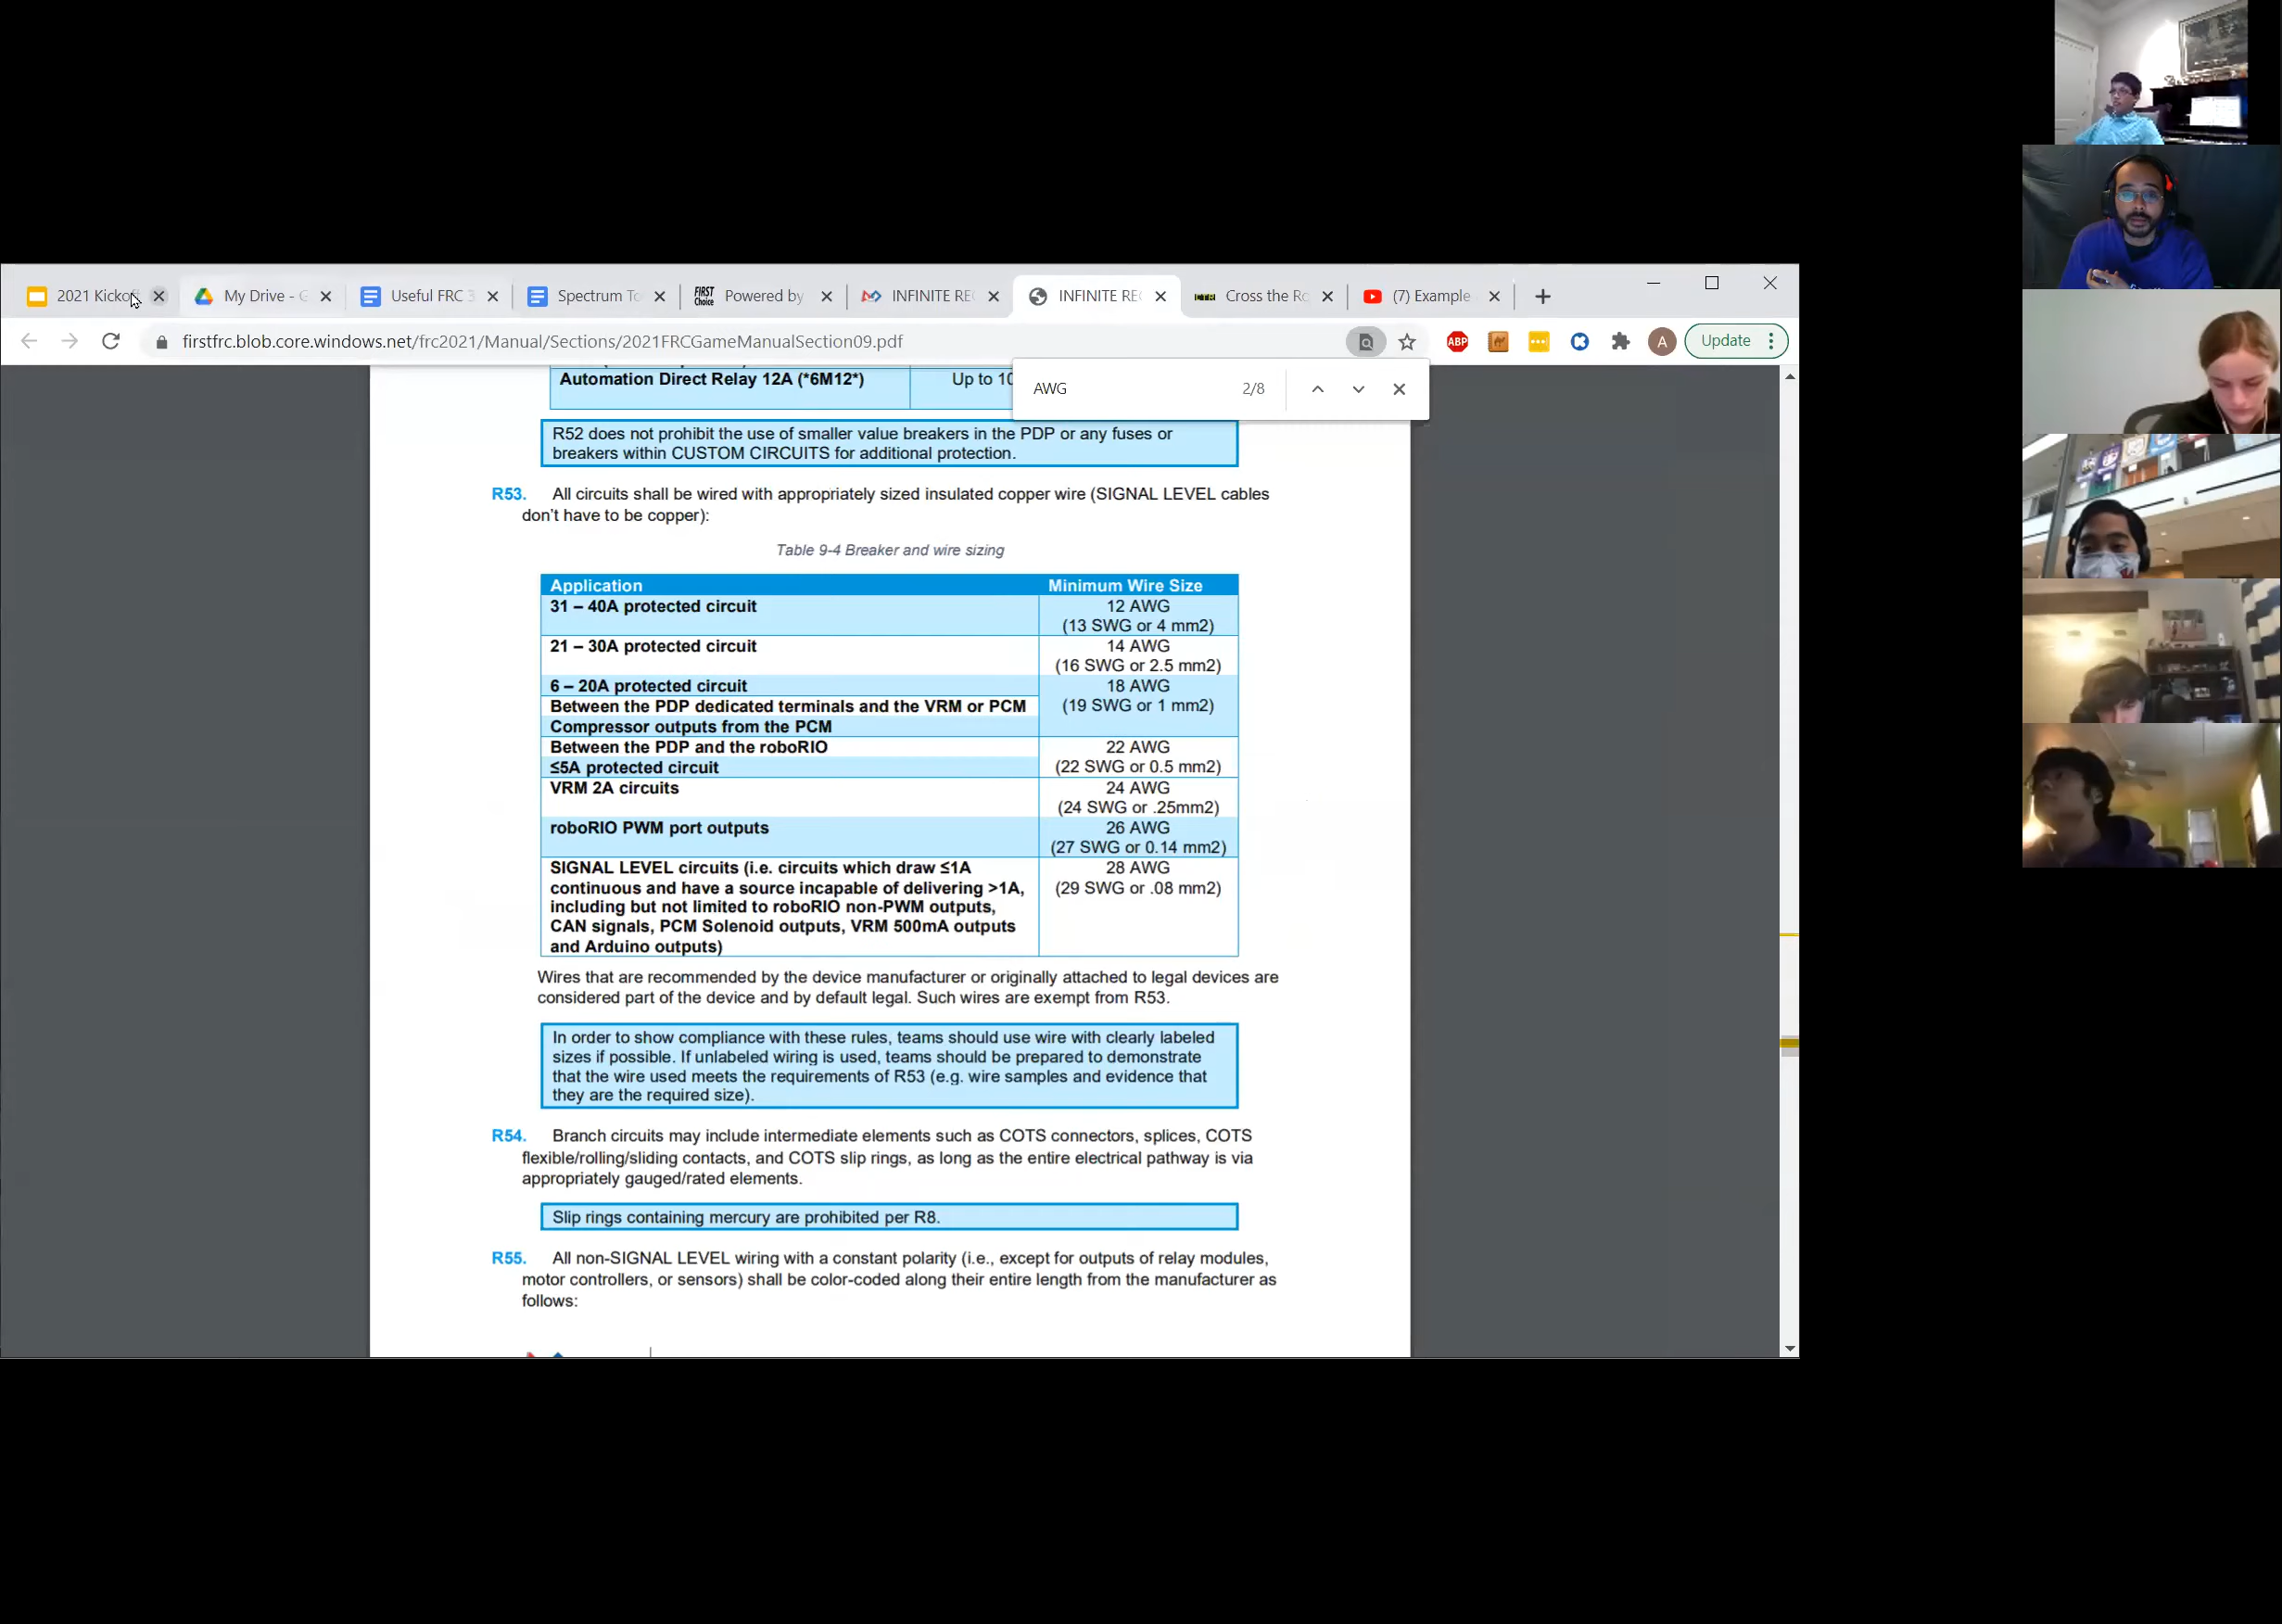 2021 Kickof
My Drive - G
Useful FRC 3
Spectrum To
FIRST Choice
Powered by
INFINITE REC
INFINITE REC
CTR
Cross the Ro
(7) Example
firstfrc.blob.core.windows.net/frc2021/Manual/Sections/2021FRCGameManualSection09.pdf
ABP
A
Update
AWG
2/8
Automation Direct Relay 12A (*6M12*)
Up to 10
R52 does not prohibit the use of smaller value breakers in the PDP or any fuses or
breakers within CUSTOM CIRCUITS for additional protection.
R53. All circuits shall be wired with appropriately sized insulated copper wire (SIGNAL LEVEL cables
don't have to be copper):
Table 9-4 Breaker and wire sizing
Application Minimum Wire Size
31 – 40A protected circuit 12 AWG
(13 SWG or 4 mm2)
21 – 30A protected circuit 14 AWG
(16 SWG or 2.5 mm2)
6 – 20A protected circuit 18 AWG
Between the PDP dedicated terminals and the VRM or PCM (19 SWG or 1 mm2)
Compressor outputs from the PCM
Between the PDP and the roboRIO 22 AWG
≤5A protected circuit (22 SWG or 0.5 mm2)
VRM 2A circuits 24 AWG
(24 SWG or .25mm2)
roboRIO PWM port outputs 26 AWG
(27 SWG or 0.14 mm2)
SIGNAL LEVEL circuits (i.e. circuits which draw ≤1A 28 AWG
continuous and have a source incapable of delivering >1A, (29 SWG or .08 mm2)
including but not limited to roboRIO non-PWM outputs,
CAN signals, PCM Solenoid outputs, VRM 500mA outputs
and Arduino outputs)
Wires that are recommended by the device manufacturer or originally attached to legal devices are
considered part of the device and by default legal. Such wires are exempt from R53.
In order to show compliance with these rules, teams should use wire with clearly labeled
sizes if possible. If unlabeled wiring is used, teams should be prepared to demonstrate
that the wire used meets the requirements of R53 (e.g. wire samples and evidence that
they are the required size).
R54. Branch circuits may include intermediate elements such as COTS connectors, splices, COTS
flexible/rolling/sliding contacts, and COTS slip rings, as long as the entire electrical pathway is via
appropriately gauged/rated elements.
Slip rings containing mercury are prohibited per R8.
R55. All non-SIGNAL LEVEL wiring with a constant polarity (i.e., except for outputs of relay modules,
motor controllers, or sensors) shall be color-coded along their entire length from the manufacturer as
follows: